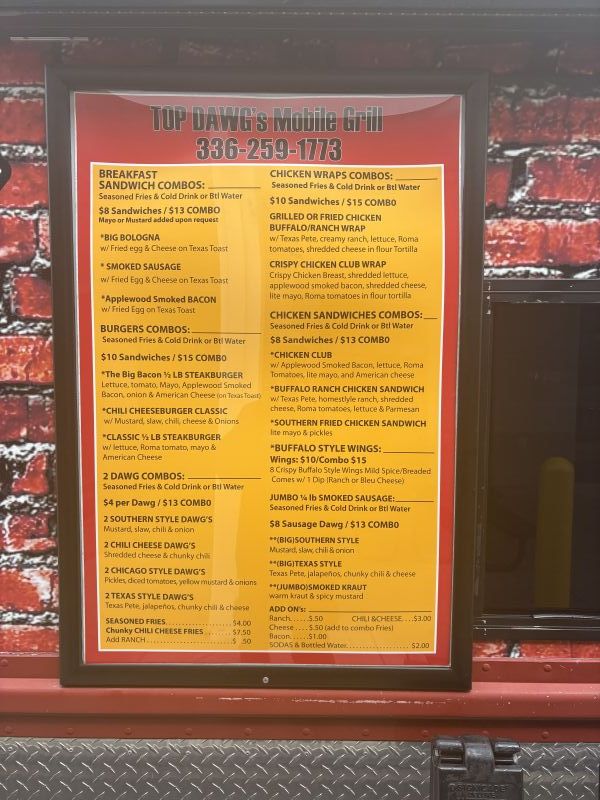 TOP DAWG's Mobile Grill
336-259-1773
BREAKFAST
SANDWICH COMBOS:
Seasoned Fries & Cold Drink or Btl Water
$8 Sandwiches / $13 COMBO
Mayo or Mustard added upon request
*BIG BOLOGNA
w/ Fried egg & Cheese on Texas Toast
* SMOKED SAUSAGE
w/ Fried Egg & Cheese on Texas Toast
*Applewood Smoked BACON
w/ Fried Egg on Texas Toast
BURGERS COMBOS:
Seasoned Fries & Cold Drink or Btl Water
$10 Sandwiches / $15 COMBO
*The Big Bacon ½ LB STEAKBURGER
Lettuce, tomato, Mayo, Applewood Smoked
Bacon, onion & American Cheese (on Texas Toast)
*CHILI CHEESEBURGER CLASSIC
w/ Mustard, slaw, chili, cheese & Onions
*CLASSIC ½ LB STEAKBURGER
w/ lettuce, Roma tomato, mayo &
American Cheese
2 DAWG COMBOS:
Seasoned Fries & Cold Drink or Btl Water
$4 per Dawg / $13 COMBO
2 SOUTHERN STYLE DAWG'S
Mustard, slaw, chili & onion
2 CHILI CHEESE DAWG'S
Shredded cheese & chunky chili
2 CHICAGO STYLE DAWG'S
Pickles, diced tomatoes, yellow mustard & onions
2 TEXAS STYLE DAWG'S
Texas Pete, jalapeños, chunky chili & cheese
SEASONED FRIES. . . . . . . . . . . . . . . . . $4.00
Chunky CHILI CHEESE FRIES . . . . . . . $7.50
Add RANCH . . . . . . . . . . . . . . . . . . . . $ .50
CHICKEN WRAPS COMBOS:
Seasoned Fries & Cold Drink or Btl Water
$10 Sandwiches / $15 COMBO
GRILLED OR FRIED CHICKEN
BUFFALO/RANCH WRAP
w/ Texas Pete, creamy ranch, lettuce, Roma
tomatoes, shredded cheese in flour Tortilla
CRISPY CHICKEN CLUB WRAP
Crispy Chicken Breast, shredded lettuce,
applewood smoked bacon, shredded cheese,
lite mayo, Roma tomatoes in flour tortilla
CHICKEN SANDWICHES COMBOS:
Seasoned Fries & Cold Drink or Btl Water
$8 Sandwiches / $13 COMBO
*CHICKEN CLUB
w/ Applewood Smoked Bacon, lettuce, Roma
Tomatoes, lite mayo, and American cheese
*BUFFALO RANCH CHICKEN SANDWICH
w/ Texas Pete, homestyle ranch, shredded
cheese, Roma tomatoes, lettuce & Parmesan
*SOUTHERN FRIED CHICKEN SANDWICH
lite mayo & pickles
*BUFFALO STYLE WINGS:
Wings: $10/Combo $15
8 Crispy Buffalo Style Wings Mild Spice/Breaded
Comes w/ 1 Dip (Ranch or Bleu Cheese)
JUMBO ¼ lb SMOKED SAUSAGE:
Seasoned Fries & Cold Drink or Btl Water
$8 Sausage Dawg / $13 COMBO
**(BIG)SOUTHERN STYLE
Mustard, slaw, chili & onion
**(BIG)TEXAS STYLE
Texas Pete, jalapeños, chunky chili & cheese
**(JUMBO)SMOKED KRAUT
warm kraut & spicy mustard
ADD ON's:
Ranch. . . . . $.50 CHILI &CHEESE. . . .$3.00
Cheese . . . . $.50 (add to combo Fries)
Bacon. . . . . $1.00
SODAS & Bottled Water. . . . . . . . . . . . . . . . $2.00